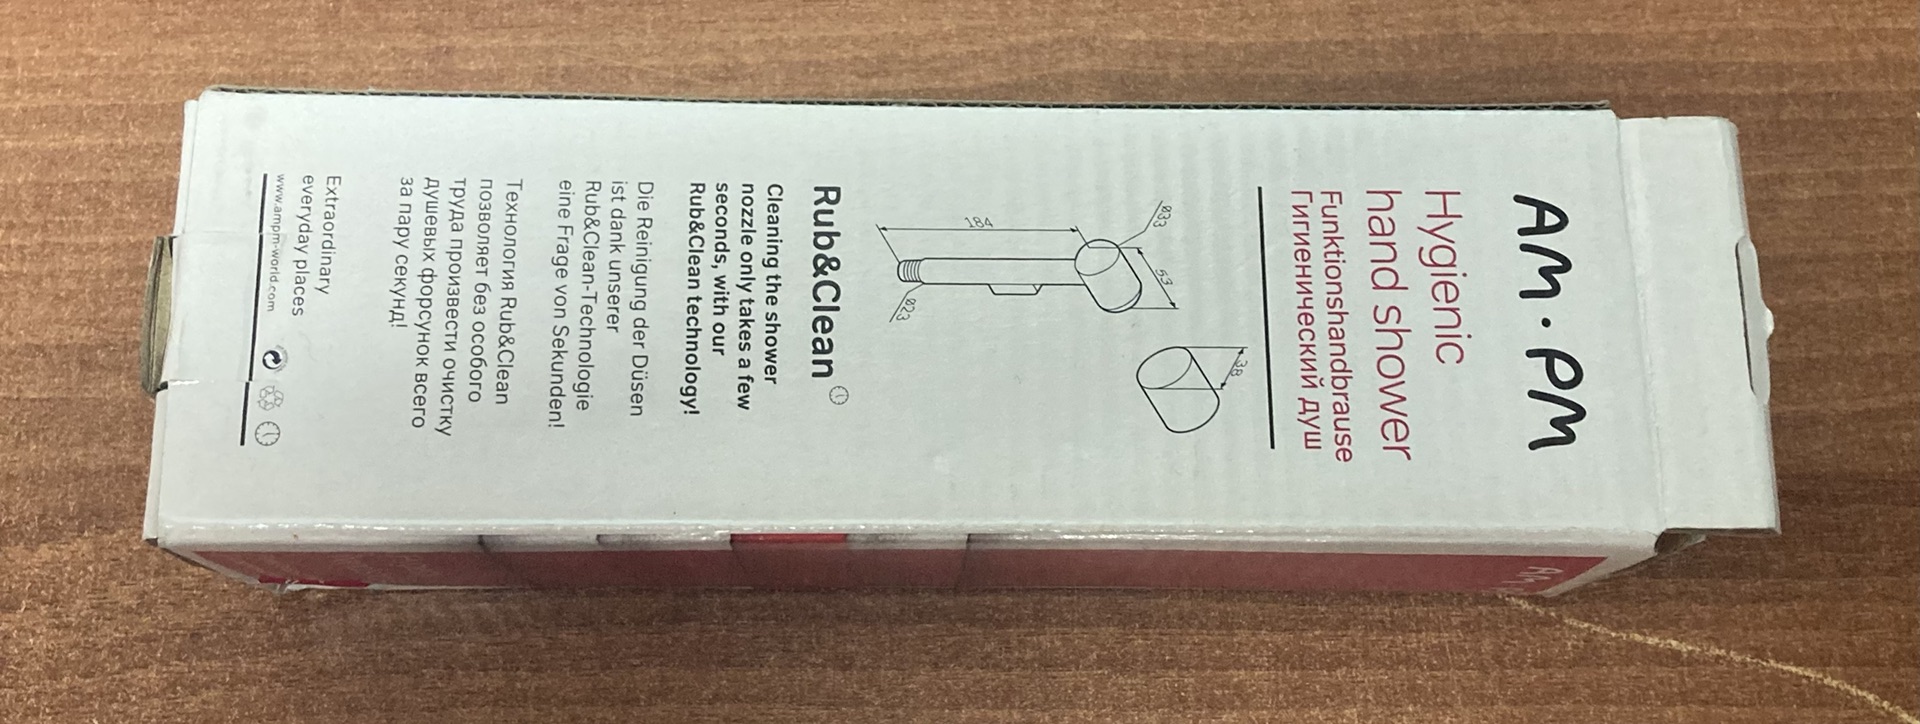 AM.PM
Hygienic
hand shower
Funktionshandbrause
Гигиенический душ
Ø33
53
184
Ø23
38
Rub&Clean
Cleaning the shower
nozzle only takes a few
seconds, with our
Rub&Clean technology!
Die Reinigung der Düsen
ist dank unserer
Rub&Clean-Technologie
eine Frage von Sekunden!
Технология Rub&Clean
позволяет без особого
труда произвести очистку
душевых форсунок всего
за пару секунд!
Extraordinary
everyday places
www.ampm-world.com